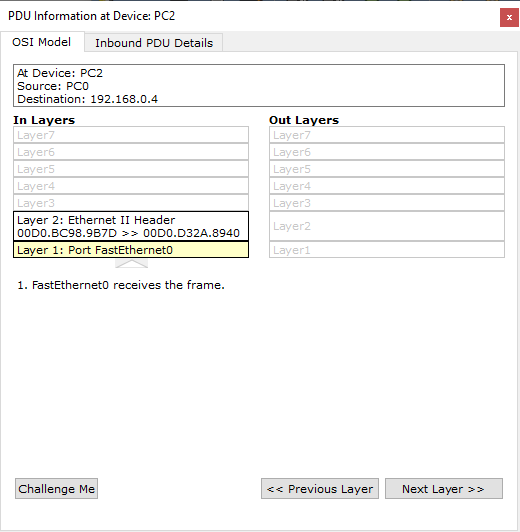 PDU Information at Device: PC2
x
OSI Model
Inbound PDU Details
At Device: PC2
Source: PC0
Destination: 192.168.0.4
In Layers
Layer7
Layer6
Layer5
Layer4
Layer3
Layer 2: Ethernet II Header
00D0.BC98.9B7D >> 00D0.D32A.8940
Layer 1: Port FastEthernet0
Out Layers
Layer7
Layer6
Layer5
Layer4
Layer3
Layer2
Layer1
1. FastEthernet0 receives the frame.
Challenge Me
<< Previous Layer
Next Layer >>